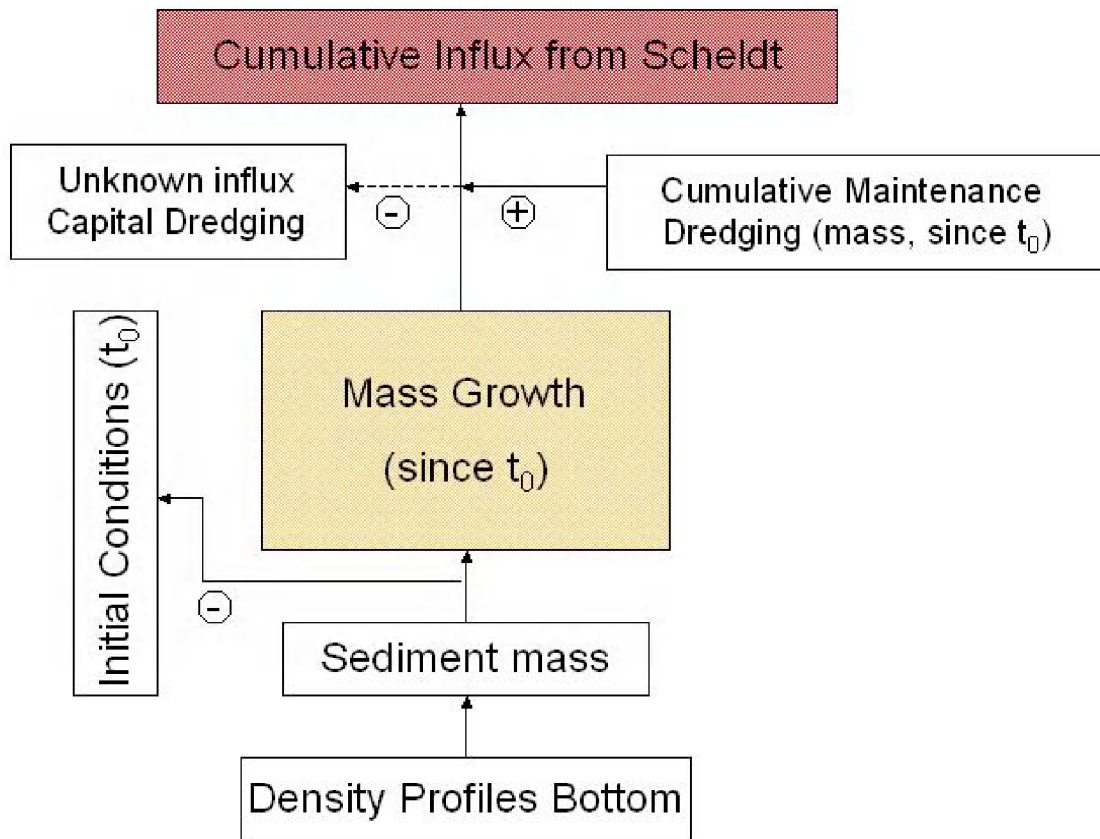 Cumulative Influx from Scheldt
Unknown influx
Capital Dredging
-
+
Cumulative Maintenance
Dredging (mass, since t₀)
Initial Conditions (t₀)
Mass Growth
(since t₀)
-
Sediment mass
Density Profiles Bottom